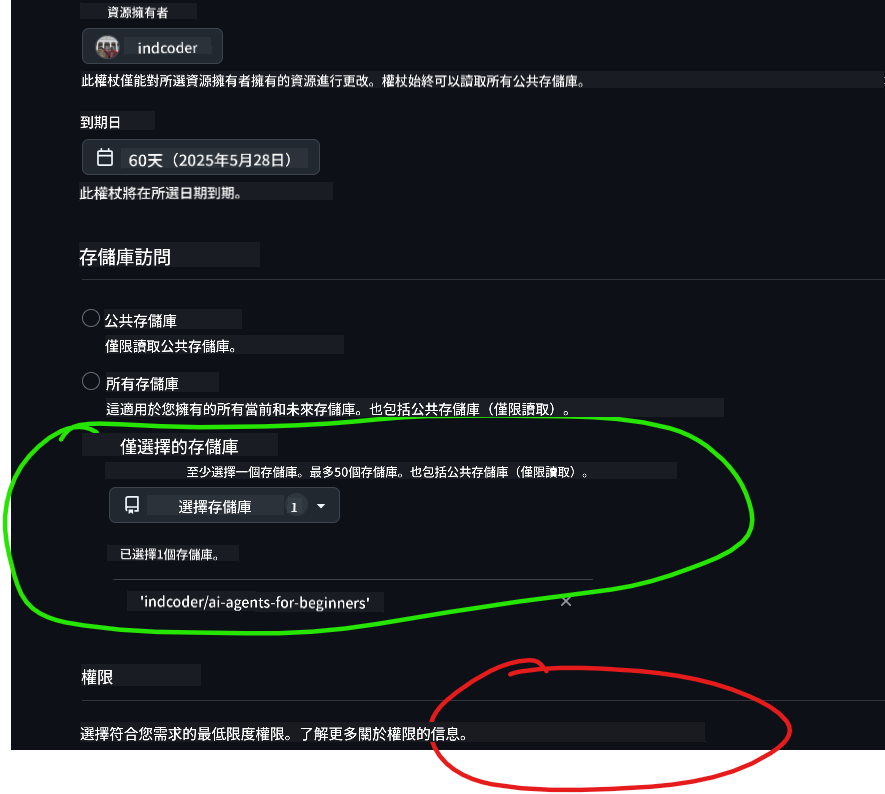 資源擁有者
indcoder
此權杖僅能對所選資源擁有者擁有的資源進行更改。權杖始終可以讀取所有公共存儲庫。
到期日
60天（2025年5月28日）
此權杖將在所選日期到期。
存儲庫訪問
公共存儲庫
僅限讀取公共存儲庫。
所有存儲庫
這適用於您擁有的所有當前和未來存儲庫。也包括公共存儲庫（僅限讀取）。
僅選擇的存儲庫
至少選擇一個存儲庫。最多50個存儲庫。也包括公共存儲庫（僅限讀取）。
選擇存儲庫 1
已選擇1個存儲庫。
'indcoder/ai-agents-for-beginners'
權限
選擇符合您需求的最低限度權限。了解更多關於權限的信息。